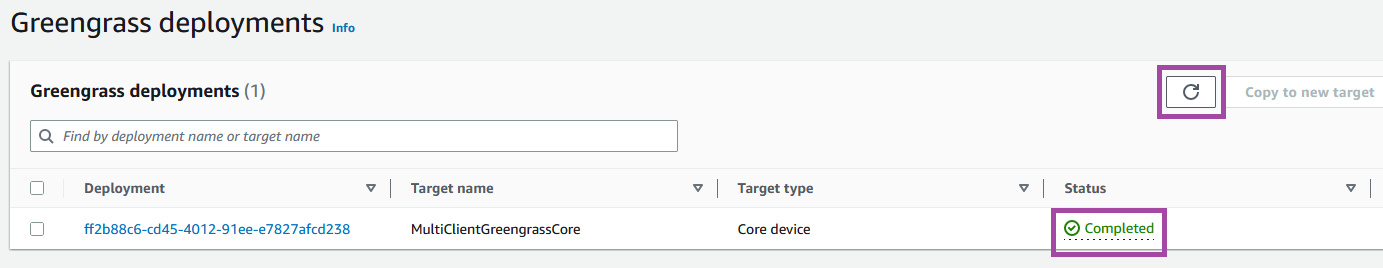 Greengrass deployments Info
Greengrass deployments (1)
Copy to new target
Find by deployment name or target name
Deployment Target name Target type Status
ff2b88c6-cd45-4012-91ee-e7827afcd238 MultiClientGreengrassCore Core device Completed